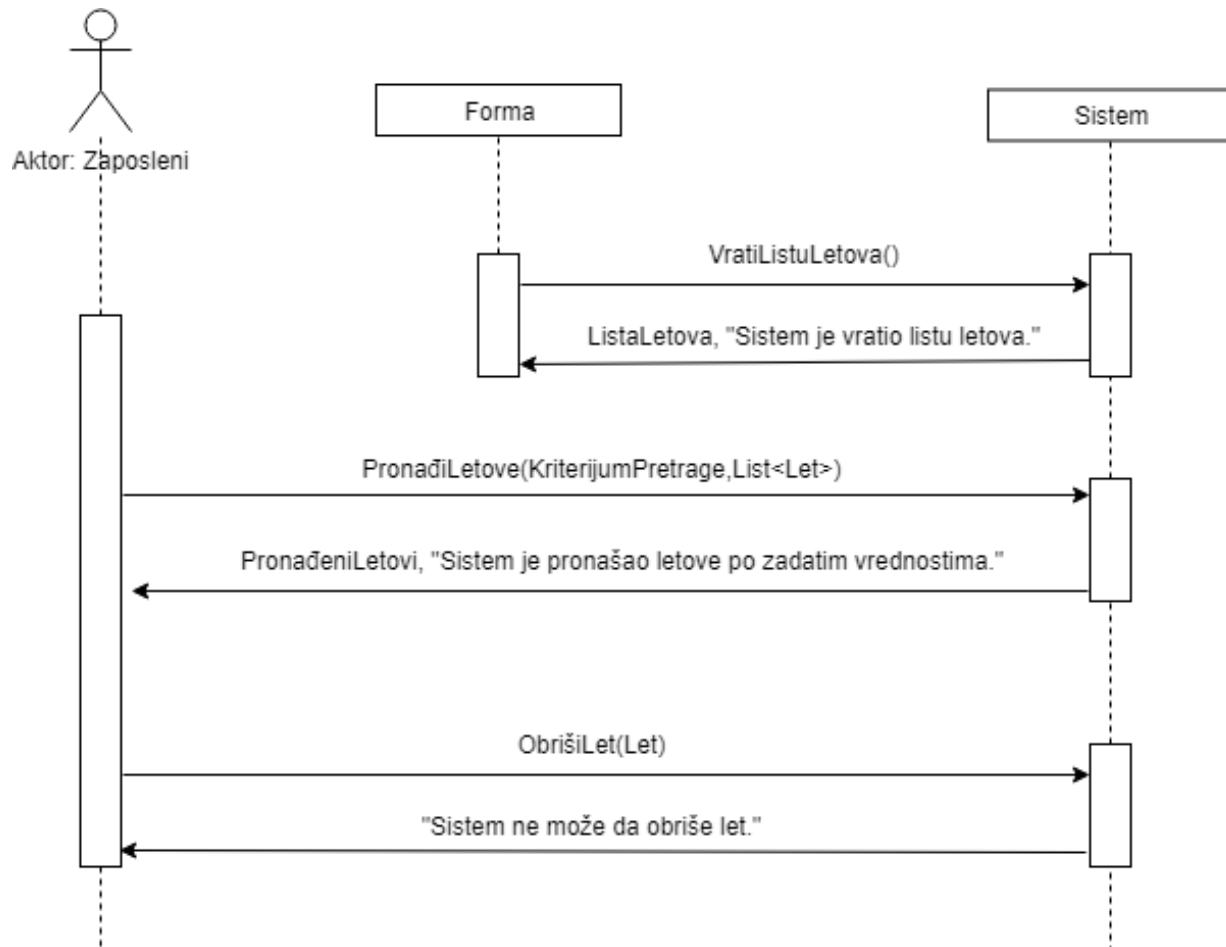 Forma
Sistem
Aktor: Zaposleni
VratiListuLetova()
ListaLetova, "Sistem je vratio listu letova."
PronađiLetove(KriterijumPretrage,List<Let>)
PronađeniLetovi, "Sistem je pronašao letove po zadatim vrednostima."
ObrišiLet(Let)
"Sistem ne može da obriše let."